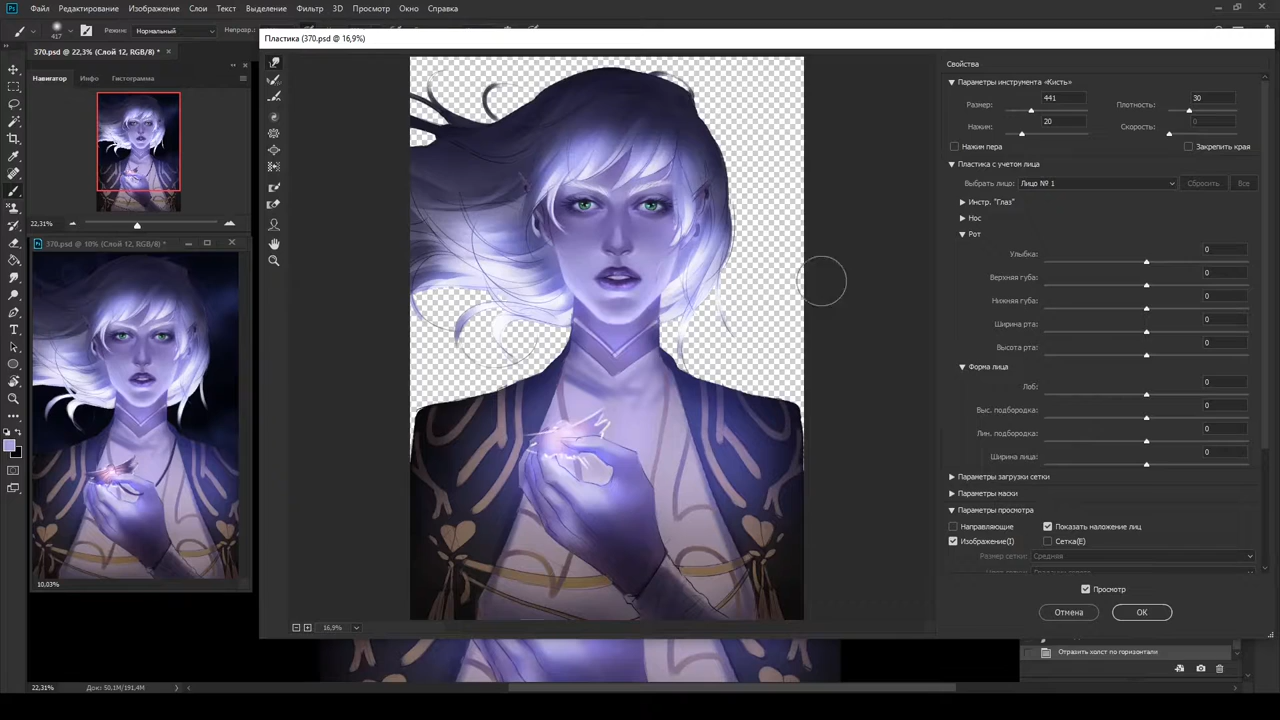 Ps Файл Редактирование Изображение Слои Текст Выделение Фильтр 3D Просмотр Окно Справка
417 Режим: Нормальный Непрозр.:
Пластика (370.psd @ 16,9%)
370.psd @ 22,3% (Слой 12, RGB/8) *
Навигатор Инфо Гистограмма
22,31%
370.psd @ 10% (Слой 12, RGB/8) *
10,03%
16,9%
Свойства
Параметры инструмента «Кисть»
Размер: 441 Плотность: 30
Нажим: 20 Скорость: 0
Нажим пера Закрепить края
Пластика с учетом лица
Выбрать лицо: Лицо № 1 Сбросить Все
Инстр. "Глаз"
Нос
Рот
Улыбка: 0
Верхняя губа: 0
Нижняя губа: 0
Ширина рта: 0
Высота рта: 0
Форма лица
Лоб: 0
Выс. подбородка: 0
Лин. подбородка: 0
Ширина лица: 0
Параметры загрузки сетки
Параметры маски
Параметры просмотра
Направляющие Показать наложение лиц
Изображение(I) Сетка(E)
Размер сетки: Средняя
Просмотр
Отмена OK
Отразить холст по горизонтали
22,31% Док: 50,1M/191,4M